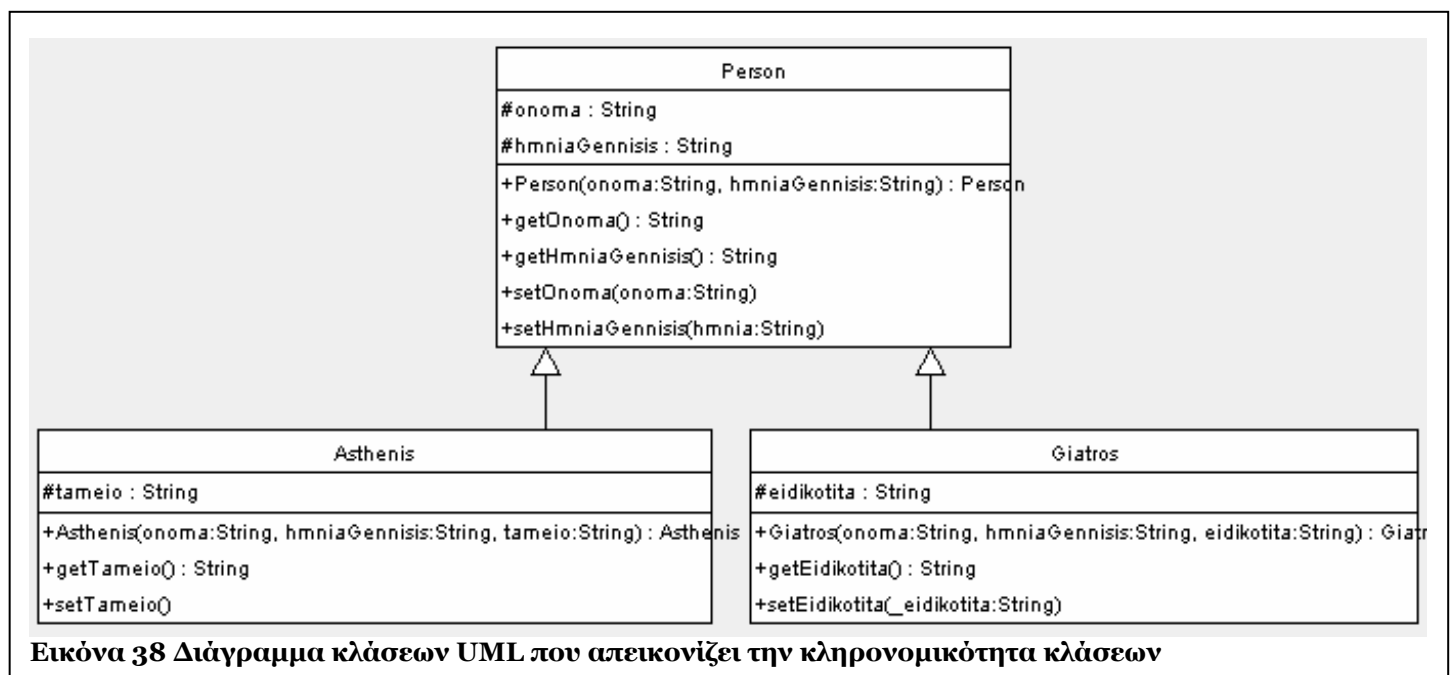 Person
#onoma : String
#hmniaGennisis : String
+Person(onoma:String, hmniaGennisis:String) : Person
+getOnoma() : String
+getHmniaGennisis() : String
+setOnoma(onoma:String)
+setHmniaGennisis(hmnia:String)
Asthenis
#tameio : String
+Asthenis(onoma:String, hmniaGennisis:String, tameio:String) : Asthenis
+getTameio() : String
+setTameio()
Giatros
#eidikotita : String
+Giatros(onoma:String, hmniaGennisis:String, eidikotita:String) : Giatr
+getEidikotita() : String
+setEidikotita(_eidikotita:String)
Εικόνα 38 Διάγραμμα κλάσεων UML που απεικονίζει την κληρονομικότητα κλάσεων